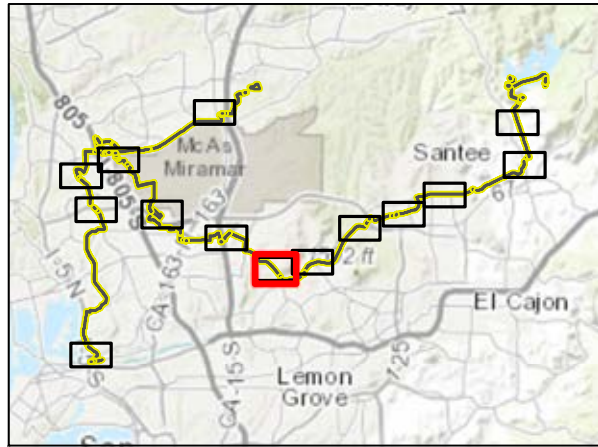 805
McAs
Miramar
Santee
67
805 S
163
I-5 N
CA-163
2 ft
El Cajon
S
CA-15 S
125
Lemon
Grove
San